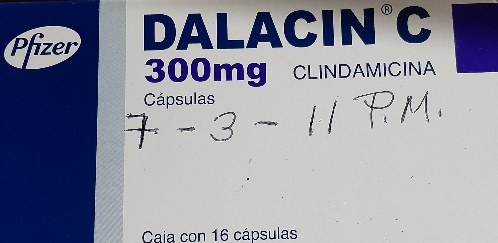 Pfizer
DALACIN® C
300mg CLINDAMICINA
Cápsulas
7 - 3 - 11 P.M.
Caja con 16 cápsulas